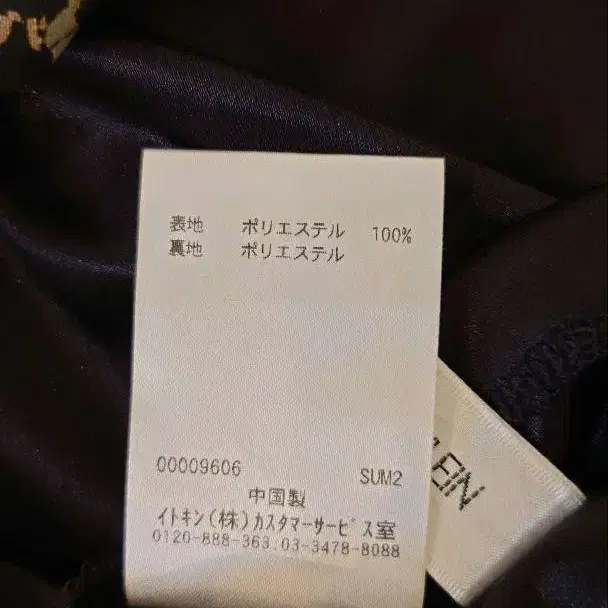 表地 ポリエステル 100%
裏地 ポリエステル
00009606 SUM2
中国製
イトキン(株)カスタマーサービス室
0120-888-363,03-3478-8088
LEIN